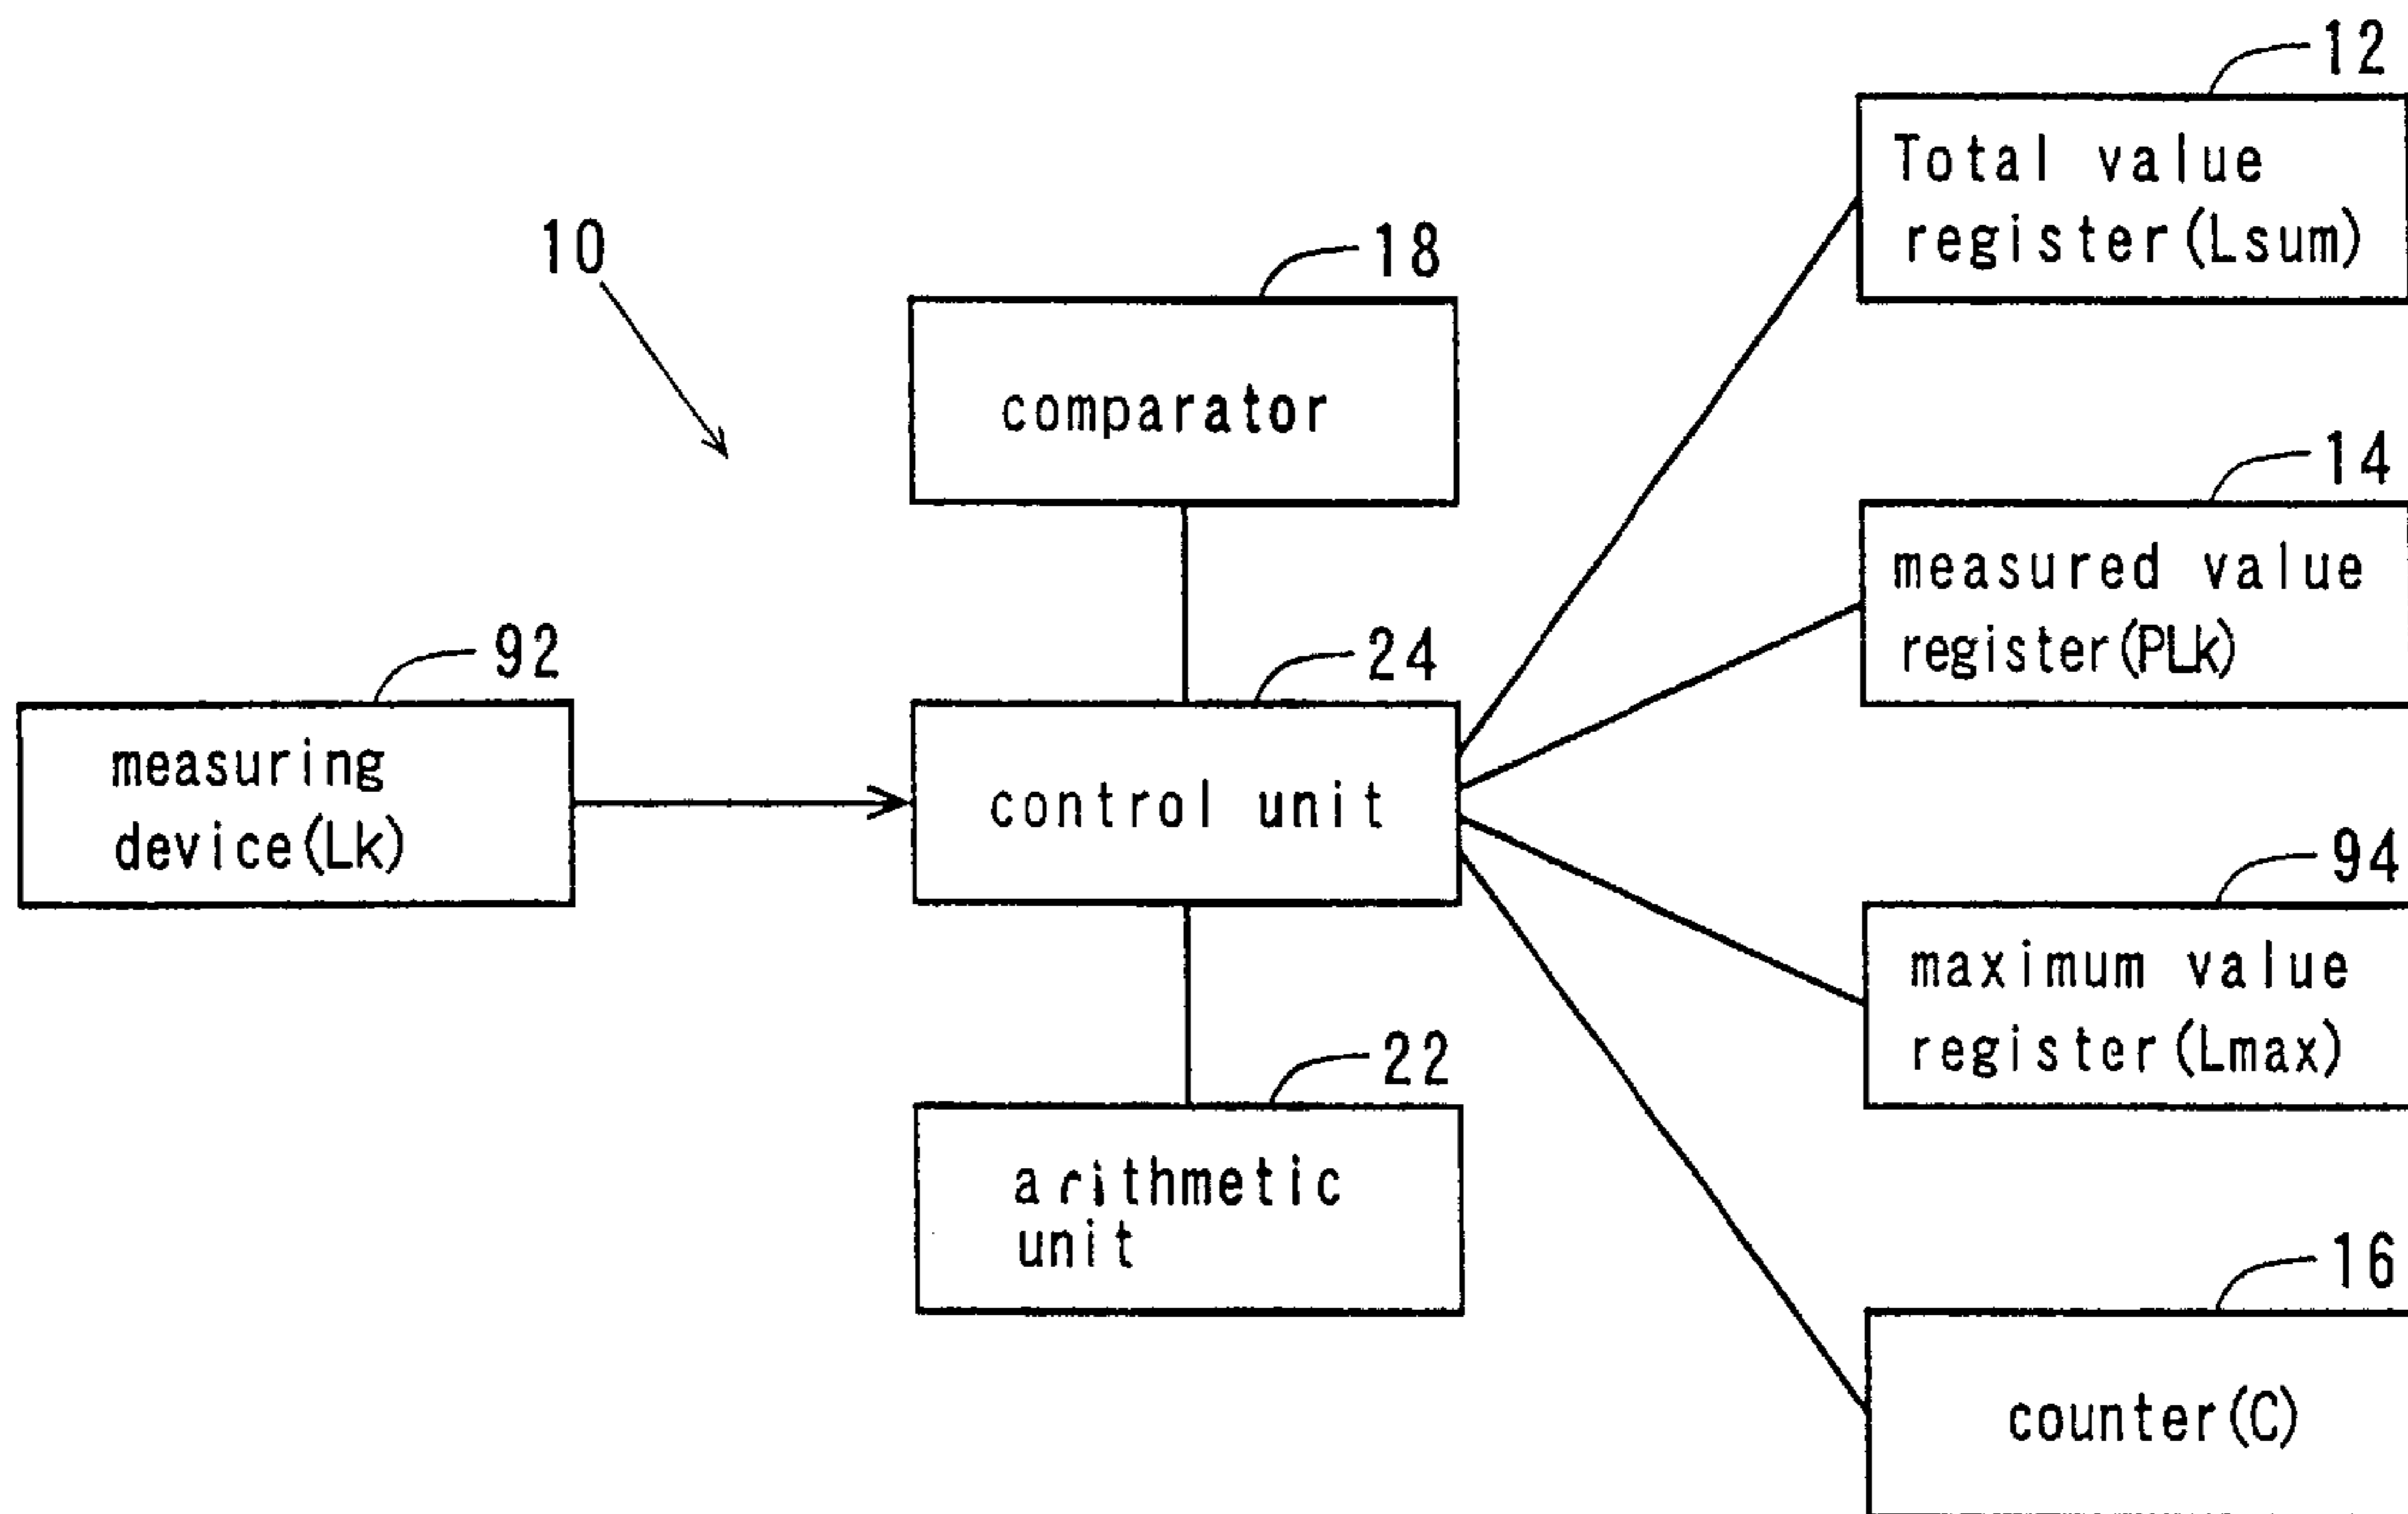 12
Total value
register(Lsum)
10
18
comparator
14
measured value
register(PLk)
92
measuring
device(Lk)
24
control unit
94
maximum value
register(Lmax)
22
arithmetic
unit
16
counter(C)